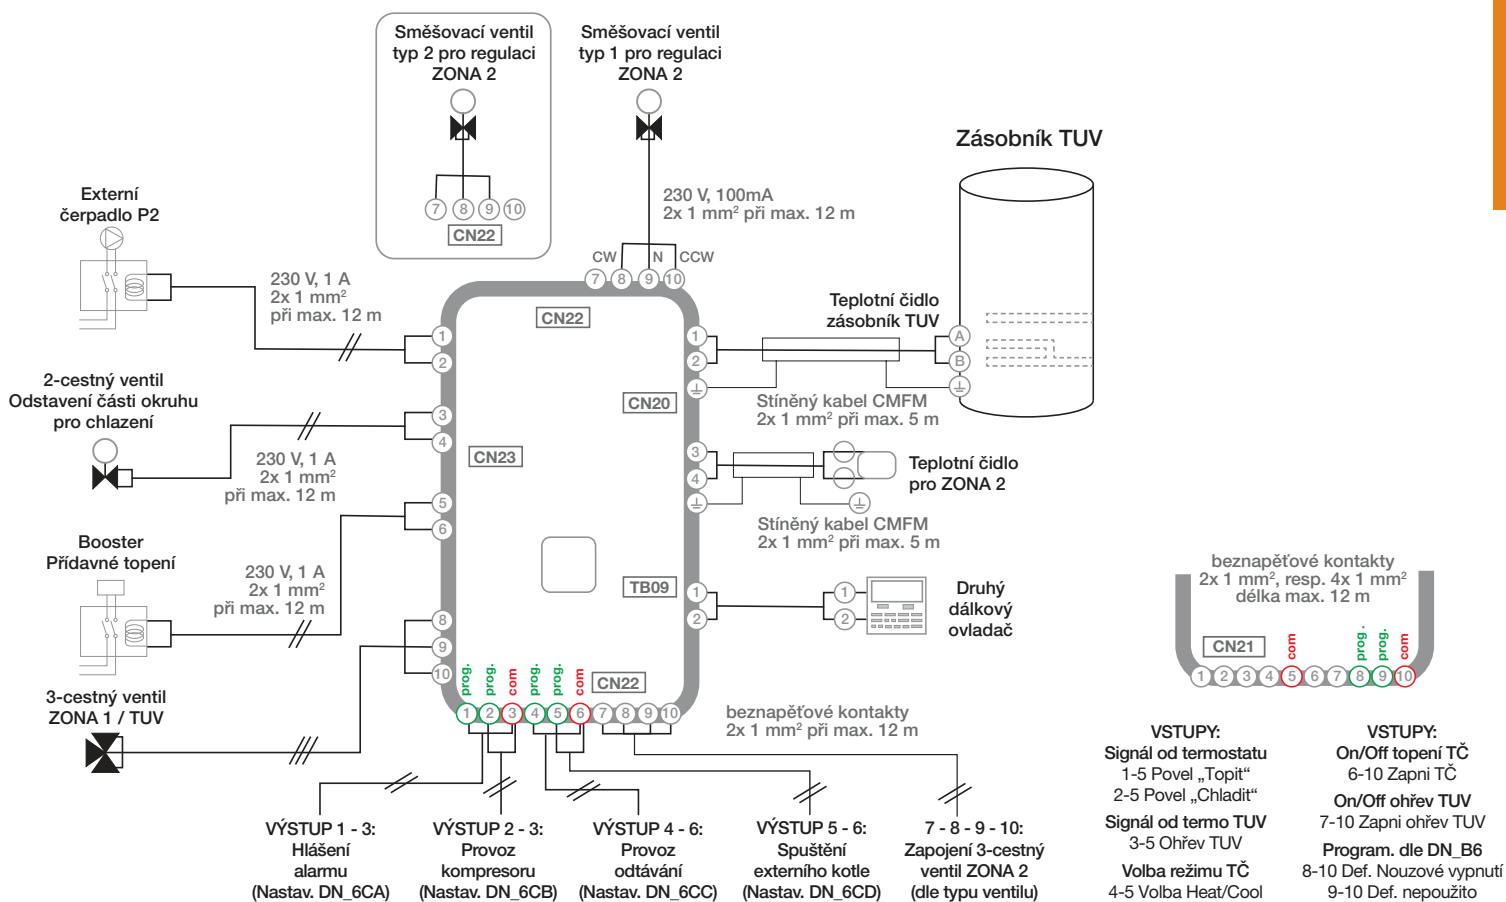 Směšovací ventil
typ 2 pro regulaci
ZONA 2
7 8 9 10
CN22
Směšovací ventil
typ 1 pro regulaci
ZONA 2
230 V, 100mA
2x 1 mm² při max. 12 m
CW N CCW
7 8 9 10
CN22
Zásobník TUV
Externí
čerpadlo P2
230 V, 1 A
2x 1 mm²
při max. 12 m
1
2
2-cestný ventil
Odstavení části okruhu
pro chlazení
3
4
CN23
230 V, 1 A
2x 1 mm²
při max. 12 m
5
6
Booster
Přídavné topení
230 V, 1 A
2x 1 mm²
při max. 12 m
8
9
10
3-cestný ventil
ZONA 1 / TUV
Teplotní čidlo
zásobník TUV
1
2
A
B
CN20
Stíněný kabel CMFM
2x 1 mm² při max. 5 m
3
4
Teplotní čidlo
pro ZONA 2
Stíněný kabel CMFM
2x 1 mm² při max. 5 m
TB09
1
2
1
2
Druhý
dálkový
ovladač
prog. prog. com prog. prog. com
CN22
1 2 3 4 5 6 7 8 9 10
beznapěťové kontakty
2x 1 mm² při max. 12 m
VÝSTUP 1 - 3:
Hlášení
alarmu
(Nastav. DN_6CA)
VÝSTUP 2 - 3:
Provoz
kompresoru
(Nastav. DN_6CB)
VÝSTUP 4 - 6:
Provoz
odtávání
(Nastav. DN_6CC)
VÝSTUP 5 - 6:
Spuštění
externího kotle
(Nastav. DN_6CD)
7 - 8 - 9 - 10:
Zapojení 3-cestný
ventil ZONA 2
(dle typu ventilu)
beznapěťové kontakty
2x 1 mm², resp. 4x 1 mm²
délka max. 12 m
CN21
com prog. prog. com
1 2 3 4 5 6 7 8 9 10
VSTUPY:
Signál od termostatu
1-5 Povel „Topit“
2-5 Povel „Chladit“
Signál od termo TUV
3-5 Ohřev TUV
Volba režimu TČ
4-5 Volba Heat/Cool
VSTUPY:
On/Off topení TČ
6-10 Zapni TČ
On/Off ohřev TUV
7-10 Zapni ohřev TUV
Program. dle DN_B6
8-10 Def. Nouzové vypnutí
9-10 Def. nepoužito